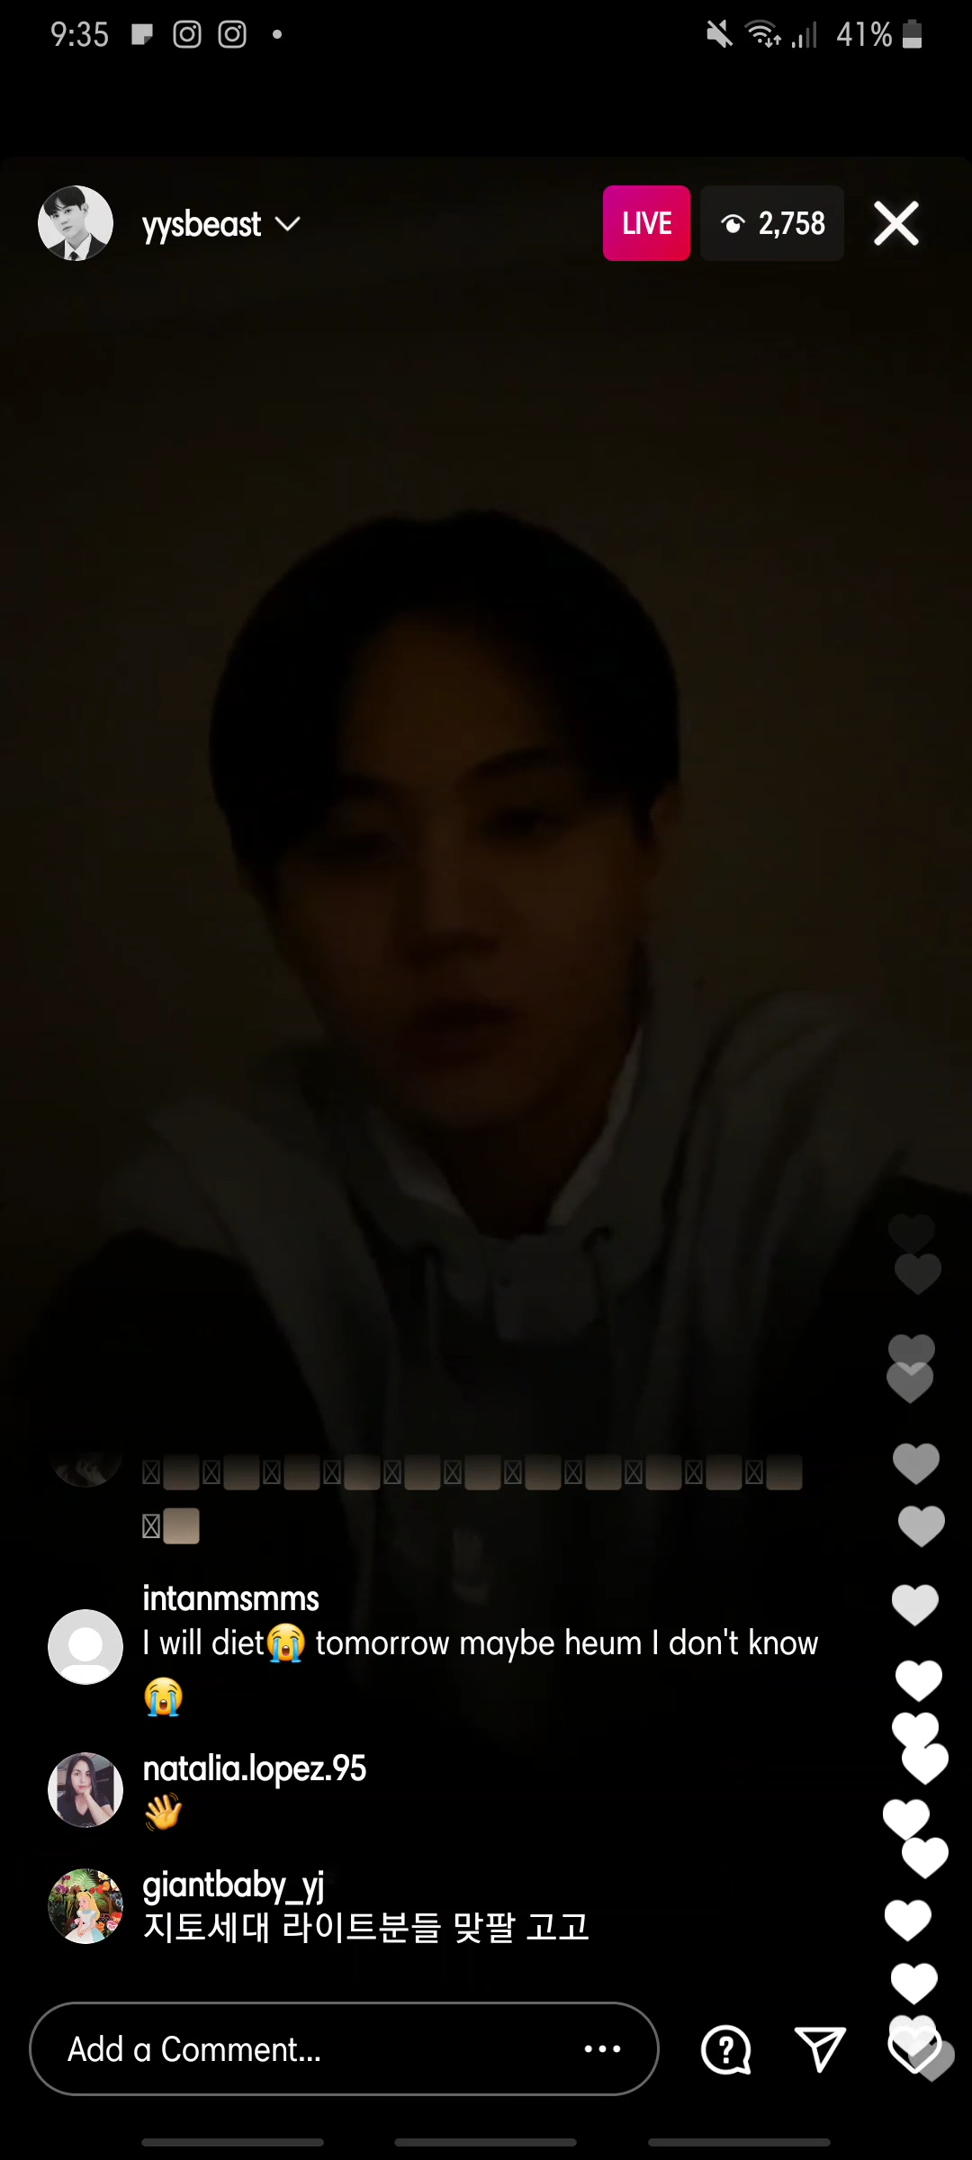 9:35
41%
yysbeast
LIVE
2,758
intanmsmms
I will diet😭 tomorrow maybe heum I don't know
😭
natalia.lopez.95
👋
giantbaby_yj
지토세대 라이트분들 맞팔 고고
Add a Comment...